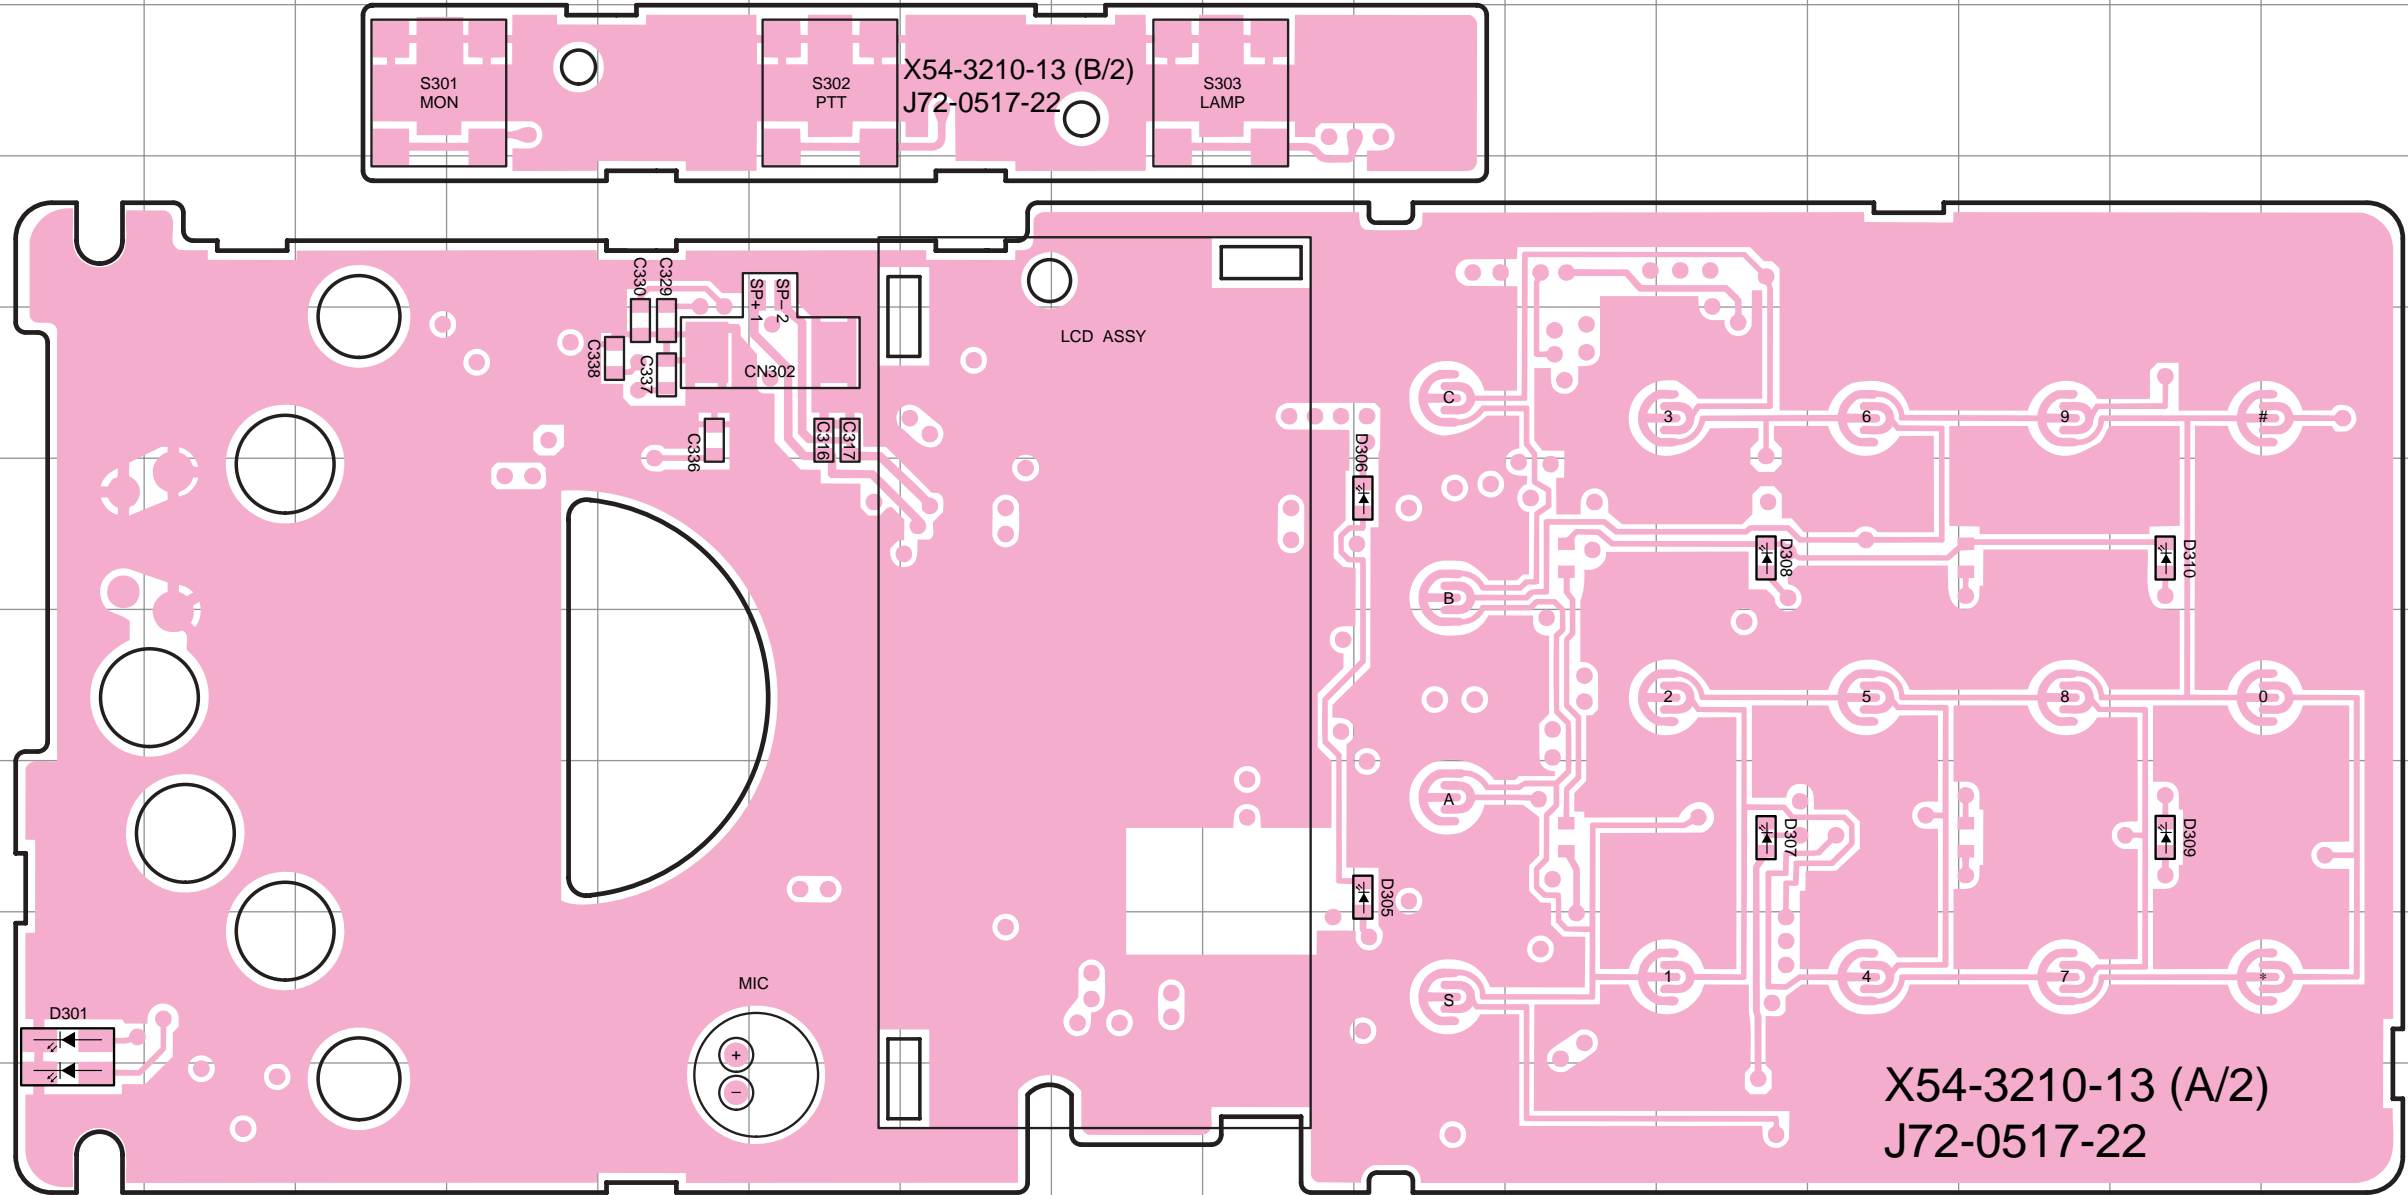 S301
MON
S302
PTT
X54-3210-13 (B/2)
J72-0517-22
S303
LAMP
C330
C329
SP+ 1
SP- 2
C338
C337
CN302
LCD ASSY
C336
C316
C317
D306
C
3
6
9
#
D308
D310
B
2
5
8
0
A
D307
D309
D305
S
1
4
7
*
MIC
+
−
D301
X54-3210-13 (A/2)
J72-0517-22